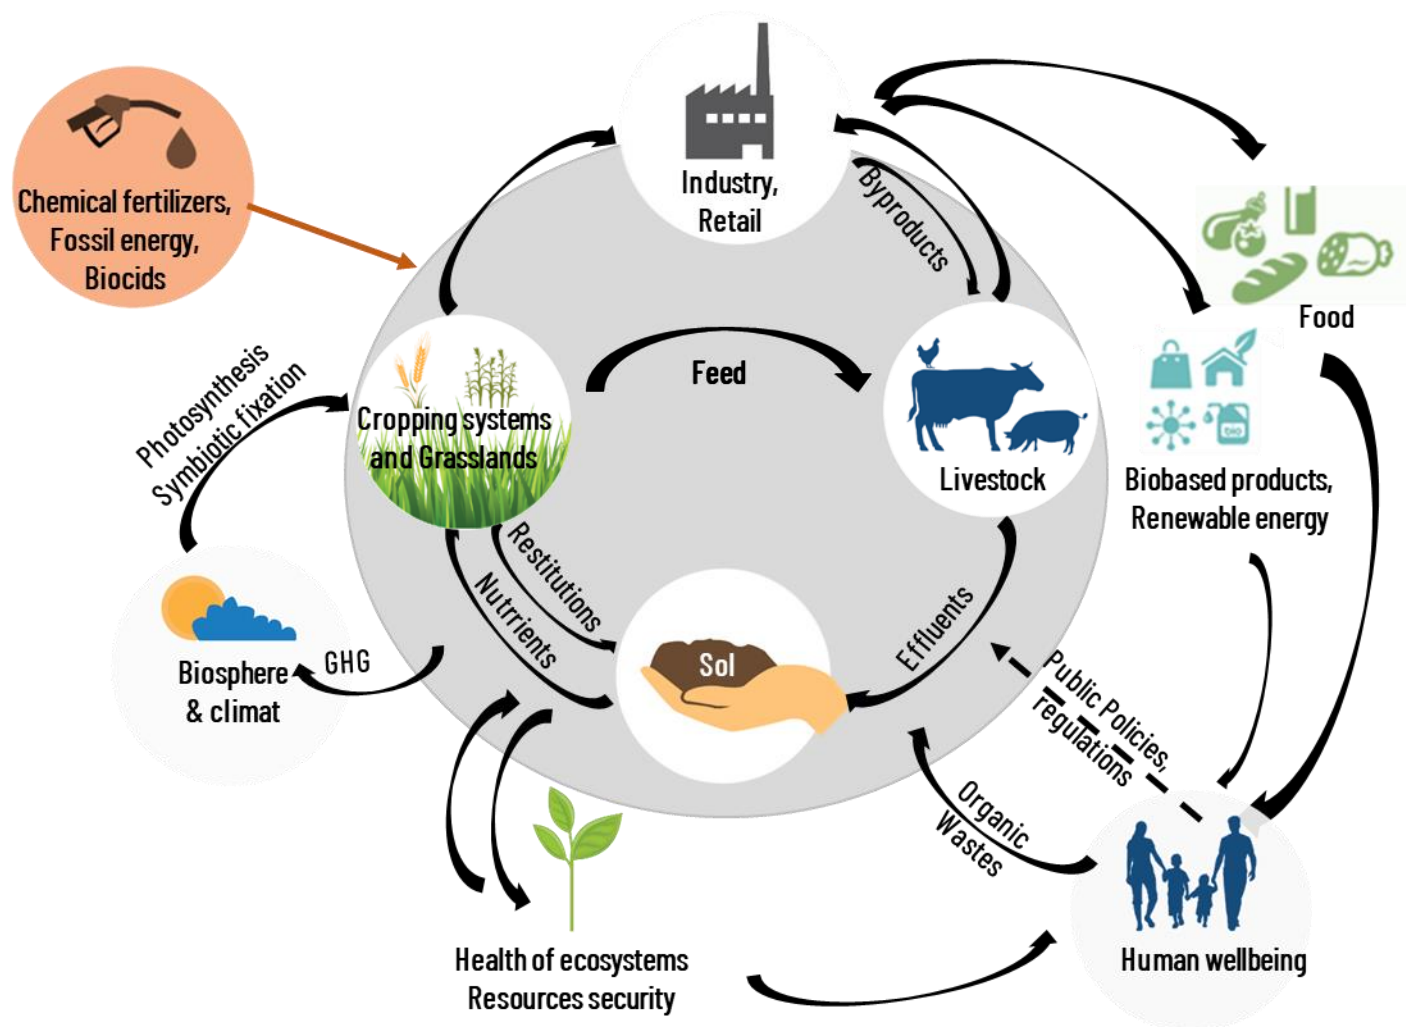 Industry,
Retail
Byproducts
Chemical fertilizers,
Fossil energy,
Biocids
Food
Feed
Photosynthesis
Symbiotic fixation
Cropping systems
and Grasslands
Livestock
Biobased products,
Renewable energy
bio
Restitutions
Nutrrients
Effluents
Sol
GHG
Biosphere
& climat
Public Policies,
regulations
Organic
Wastes
Health of ecosystems
Resources security
Human wellbeing